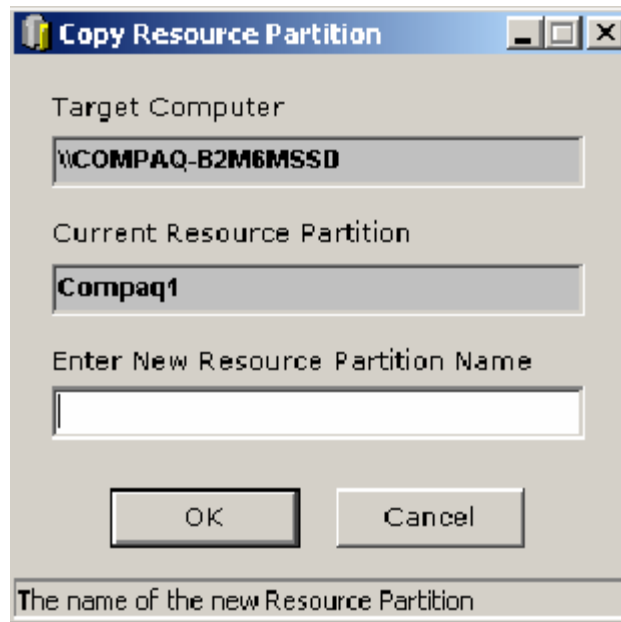 Copy Resource Partition
Target Computer
\\COMPAQ-B2M6MSSD
Current Resource Partition
Compaq1
Enter New Resource Partition Name
OK
Cancel
The name of the new Resource Partition